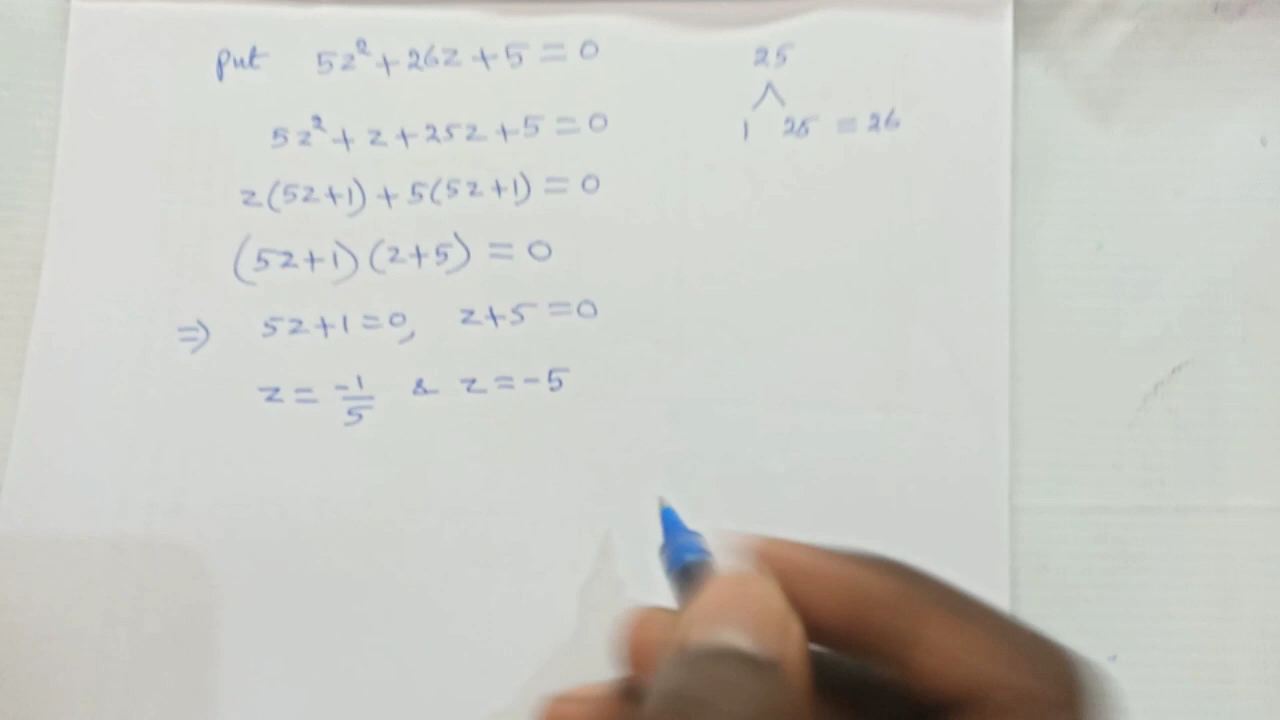 put 5z² + 26z + 5 = 0
5z² + z + 25z + 5 = 0
z(5z+1) + 5(5z+1) = 0
(5z+1)(z+5) = 0
⇒ 5z+1=0, z+5=0
z = -1/5 & z = -5
25
∧
1 25 = 26